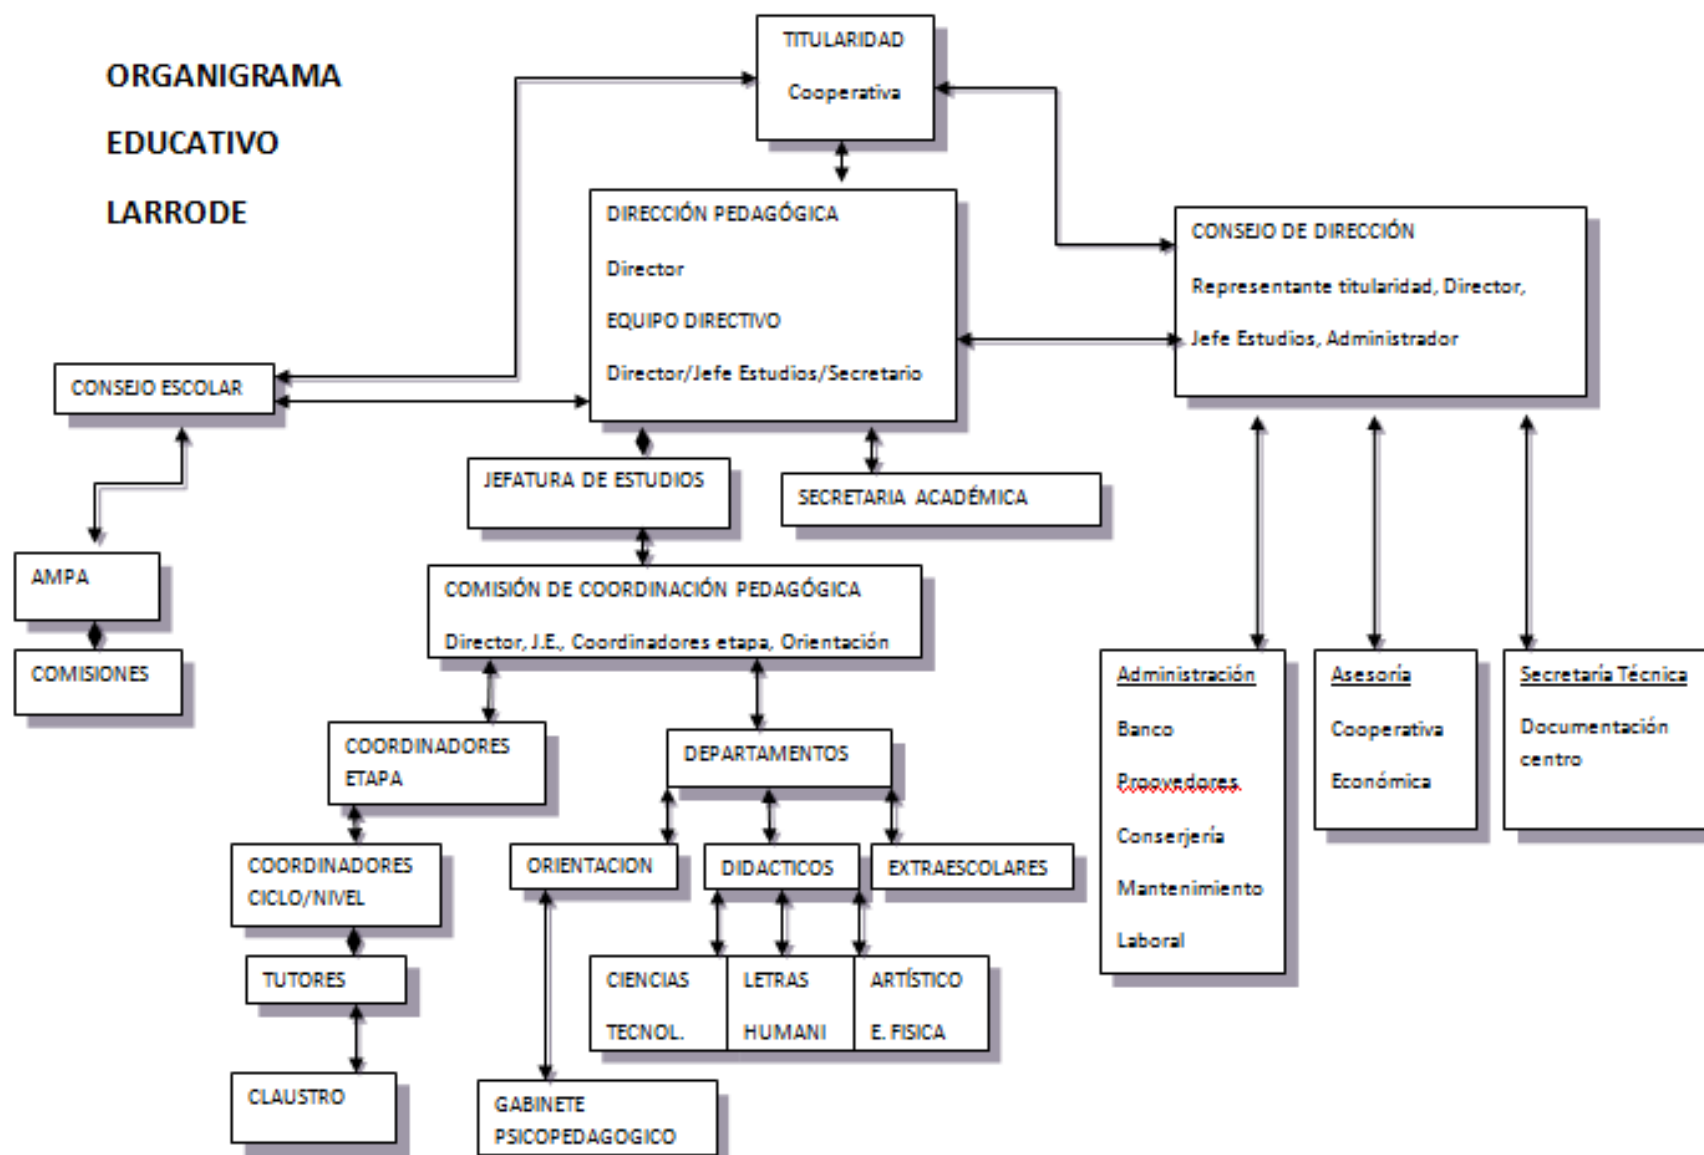 ORGANIGRAMA
EDUCATIVO
LARRODE
TITULARIDAD
Cooperativa
DIRECCIÓN PEDAGÓGICA
Director
EQUIPO DIRECTIVO
Director/Jefe Estudios/Secretario
CONSEJO DE DIRECCIÓN
Representante titularidad, Director,
Jefe Estudios, Administrador
CONSEJO ESCOLAR
JEFATURA DE ESTUDIOS
SECRETARIA ACADÉMICA
AMPA
COMISIONES
COMISIÓN DE COORDINACIÓN PEDAGÓGICA
Director, J.E., Coordinadores etapa, Orientación
COORDINADORES
ETAPA
DEPARTAMENTOS
COORDINADORES
CICLO/NIVEL
ORIENTACION
DIDACTICOS
EXTRAESCOLARES
TUTORES
CIENCIAS
TECNOL.
LETRAS
HUMANI
ARTÍSTICO
E. FISICA
CLAUSTRO
GABINETE
PSICOPEDAGOGICO
Administración
Banco
Proovedores
Conserjería
Mantenimiento
Laboral
Asesoría
Cooperativa
Económica
Secretaría Técnica
Documentación
centro